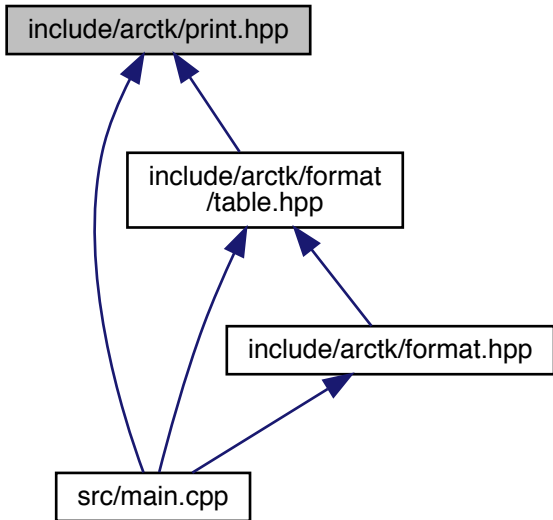 include/arctk/print.hpp
include/arctk/format
/table.hpp
include/arctk/format.hpp
src/main.cpp